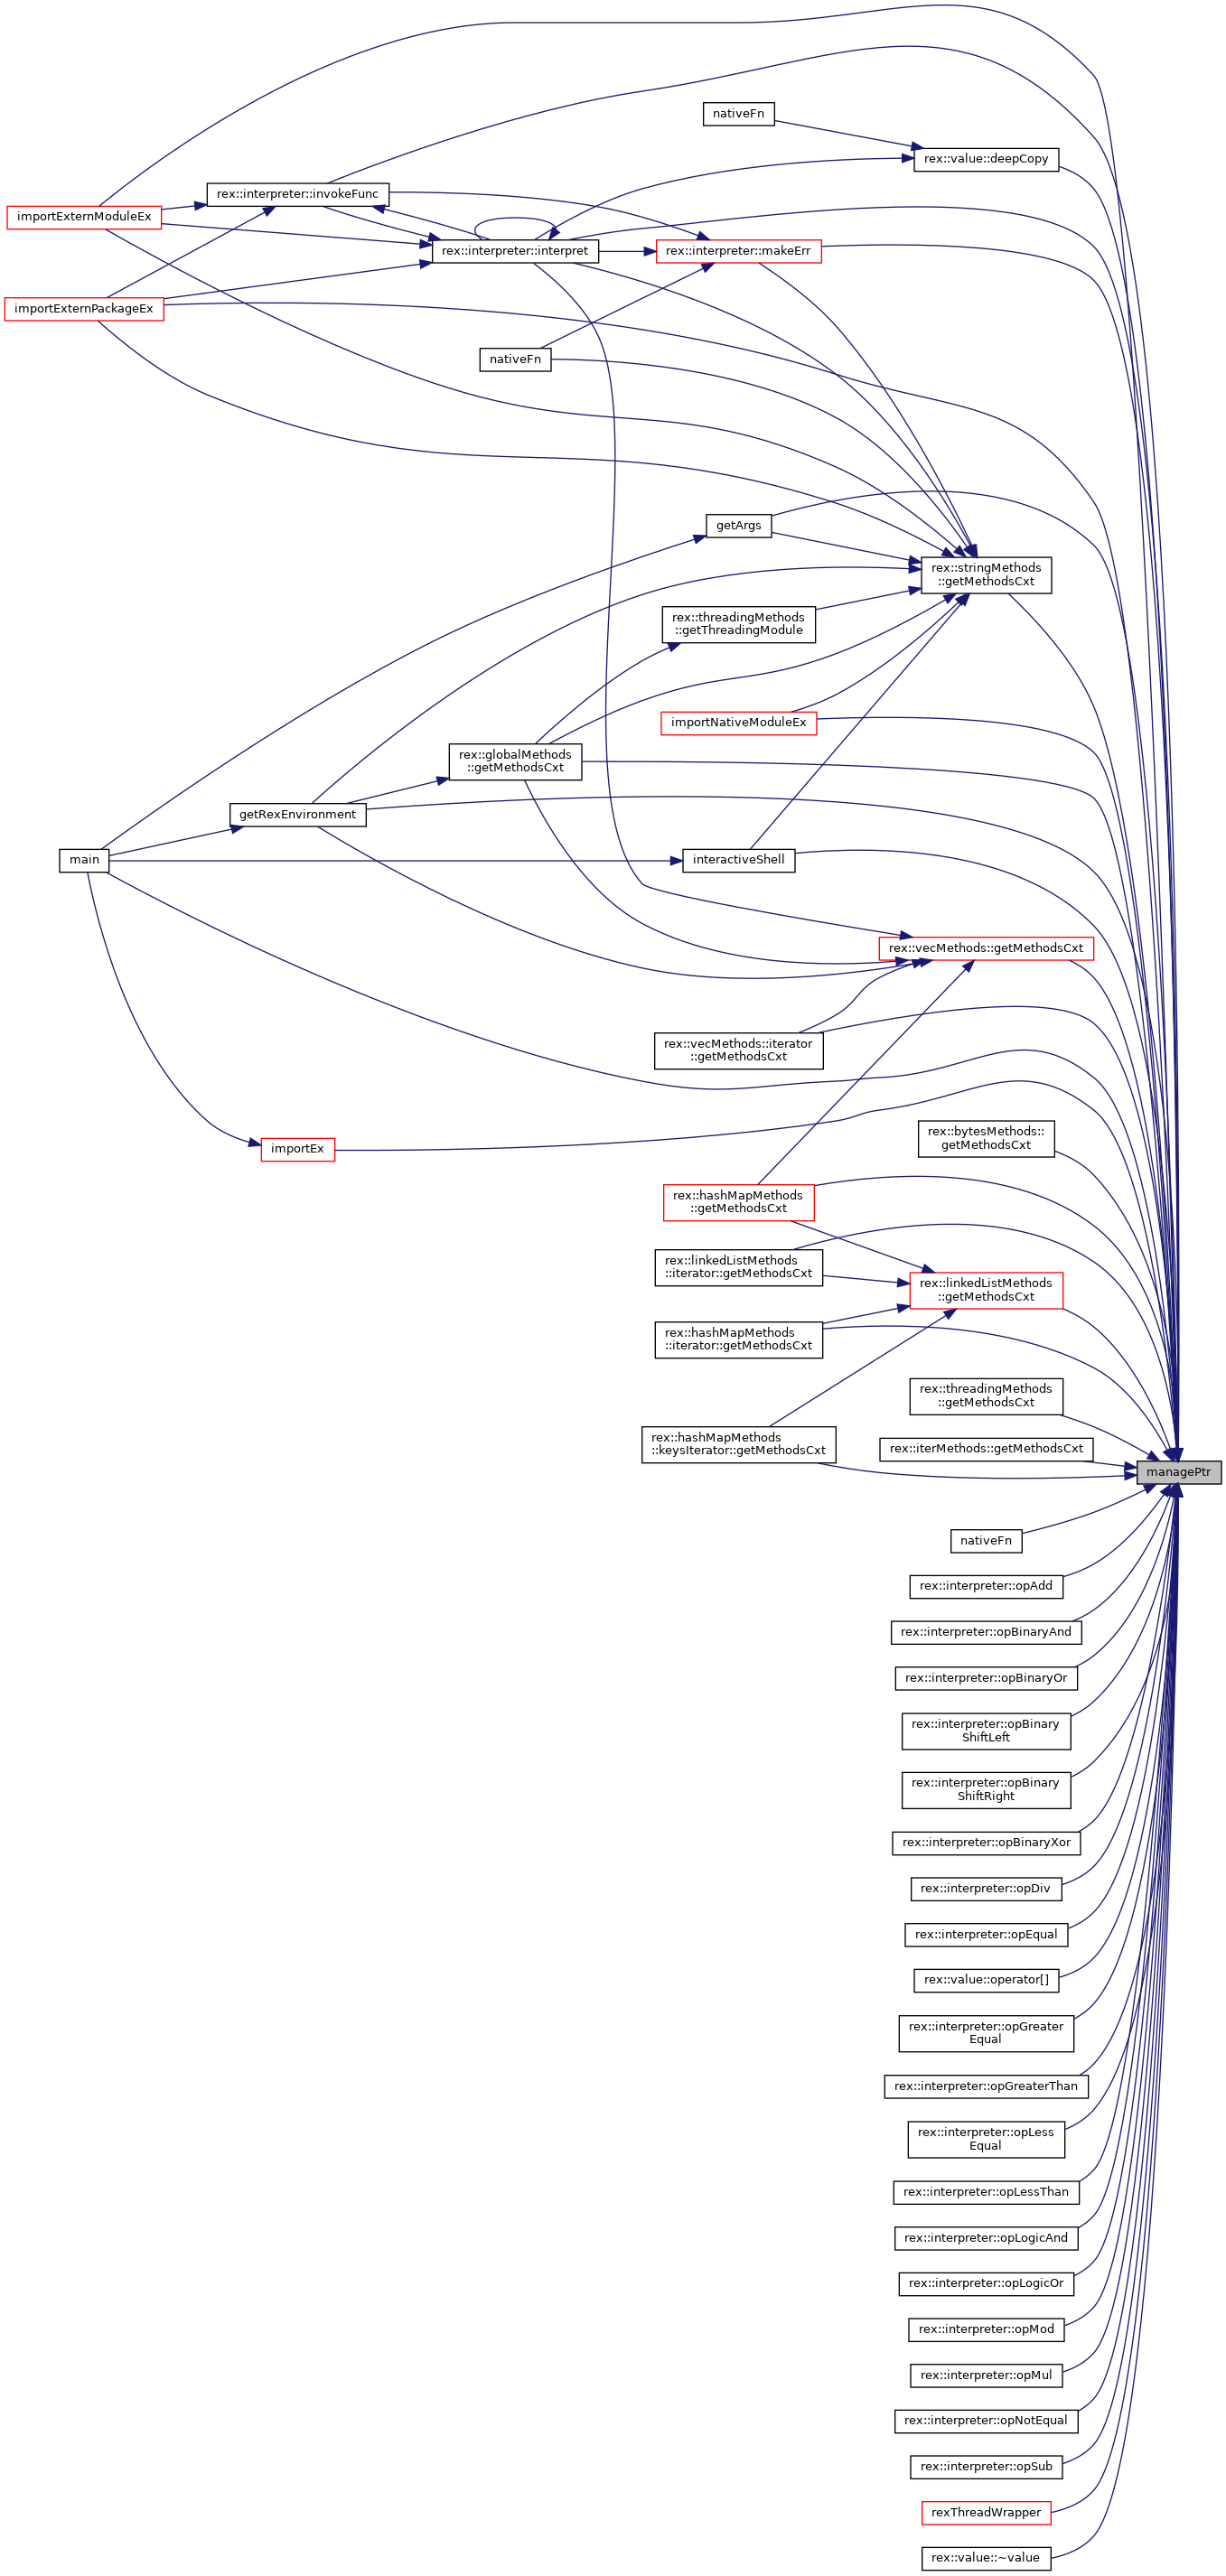 nativeFn
rex::value::deepCopy
rex::interpreter::invokeFunc
importExternModuleEx
rex::interpreter::interpret
rex::interpreter::makeErr
importExternPackageEx
nativeFn
getArgs
rex::stringMethods
::getMethodsCxt
rex::threadingMethods
::getThreadingModule
importNativeModuleEx
rex::globalMethods
::getMethodsCxt
getRexEnvironment
main
interactiveShell
rex::vecMethods::getMethodsCxt
rex::vecMethods::iterator
::getMethodsCxt
rex::bytesMethods::
getMethodsCxt
importEx
rex::hashMapMethods
::getMethodsCxt
rex::linkedListMethods
::iterator::getMethodsCxt
rex::linkedListMethods
::getMethodsCxt
rex::hashMapMethods
::iterator::getMethodsCxt
rex::threadingMethods
::getMethodsCxt
rex::hashMapMethods
::keysIterator::getMethodsCxt
rex::iterMethods::getMethodsCxt
managePtr
nativeFn
rex::interpreter::opAdd
rex::interpreter::opBinaryAnd
rex::interpreter::opBinaryOr
rex::interpreter::opBinary
ShiftLeft
rex::interpreter::opBinary
ShiftRight
rex::interpreter::opBinaryXor
rex::interpreter::opDiv
rex::interpreter::opEqual
rex::value::operator[]
rex::interpreter::opGreater
Equal
rex::interpreter::opGreaterThan
rex::interpreter::opLess
Equal
rex::interpreter::opLessThan
rex::interpreter::opLogicAnd
rex::interpreter::opLogicOr
rex::interpreter::opMod
rex::interpreter::opMul
rex::interpreter::opNotEqual
rex::interpreter::opSub
rexThreadWrapper
rex::value::~value